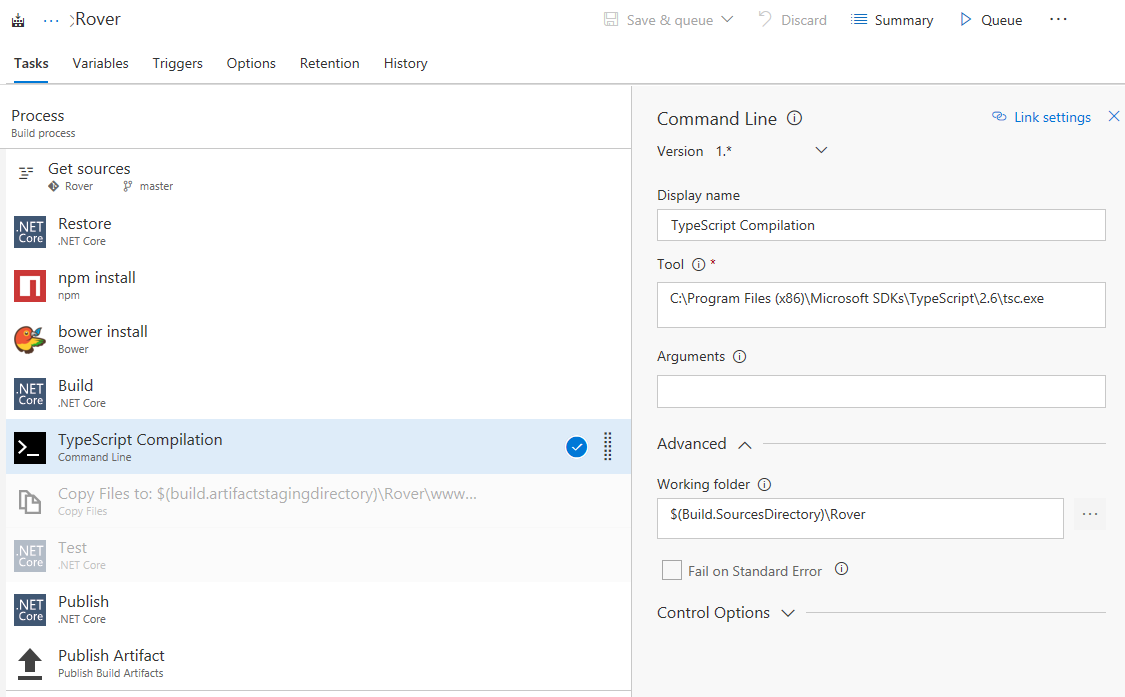 ··· Rover
Save & queue
Discard
Summary
Queue
···
Tasks
Variables
Triggers
Options
Retention
History
Process
Build process
Get sources
Rover
master
.NET Core
Restore
.NET Core
npm install
npm
bower install
Bower
.NET Core
Build
.NET Core
TypeScript Compilation
Command Line
Copy Files to: $(build.artifactstagingdirectory)\Rover\www...
Copy Files
.NET Core
Test
.NET Core
.NET Core
Publish
.NET Core
Publish Artifact
Publish Build Artifacts
Command Line
Link settings
Version 1.*
Display name
TypeScript Compilation
Tool *
C:\Program Files (x86)\Microsoft SDKs\TypeScript\2.6\tsc.exe
Arguments
Advanced
Working folder
$(Build.SourcesDirectory)\Rover
···
Fail on Standard Error
Control Options